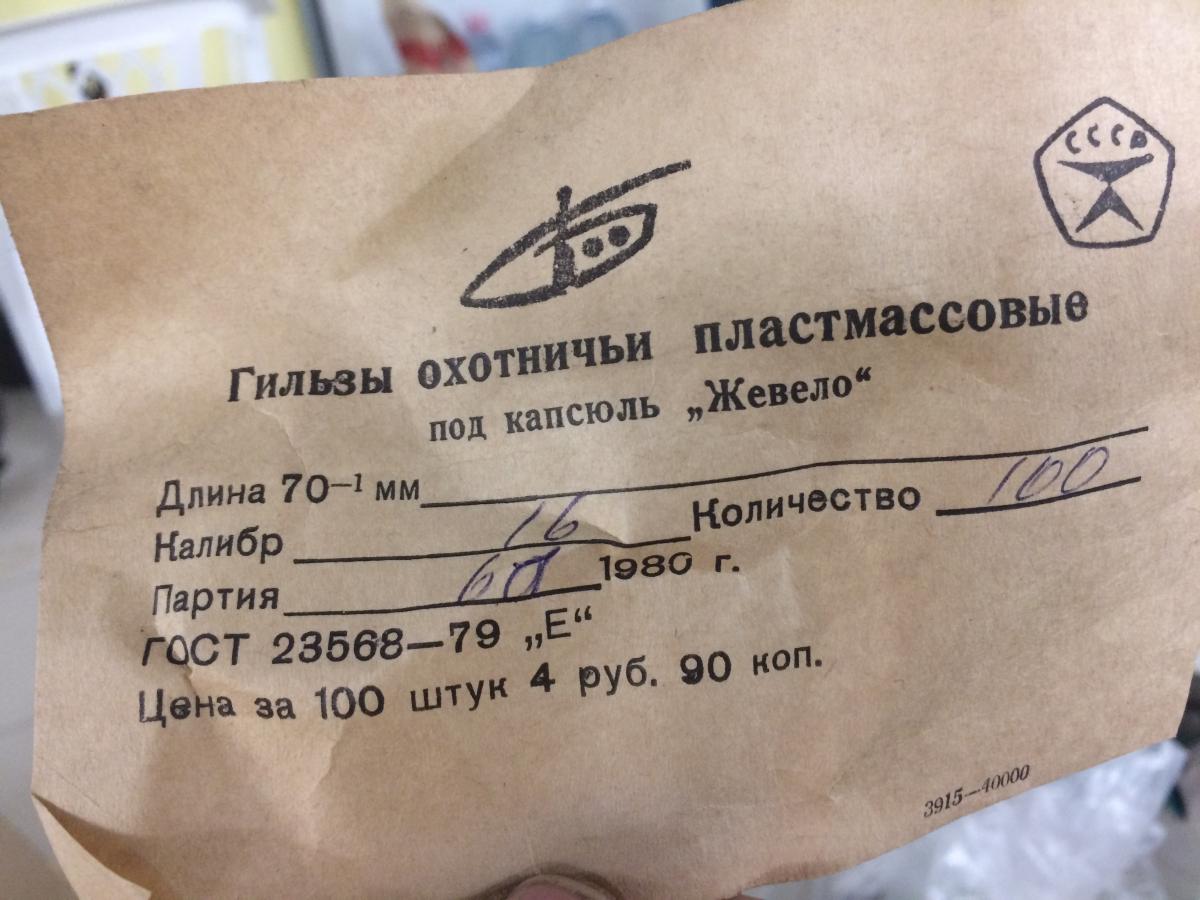 СССР
Гильзы охотничьи пластмассовые
под капсюль „Жевело“
Длина 70–1 мм
Калибр 16 Количество 100
Партия 1980 г.
ГОСТ 23568—79 „Е“
Цена за 100 штук 4 руб. 90 коп.
3915—40000